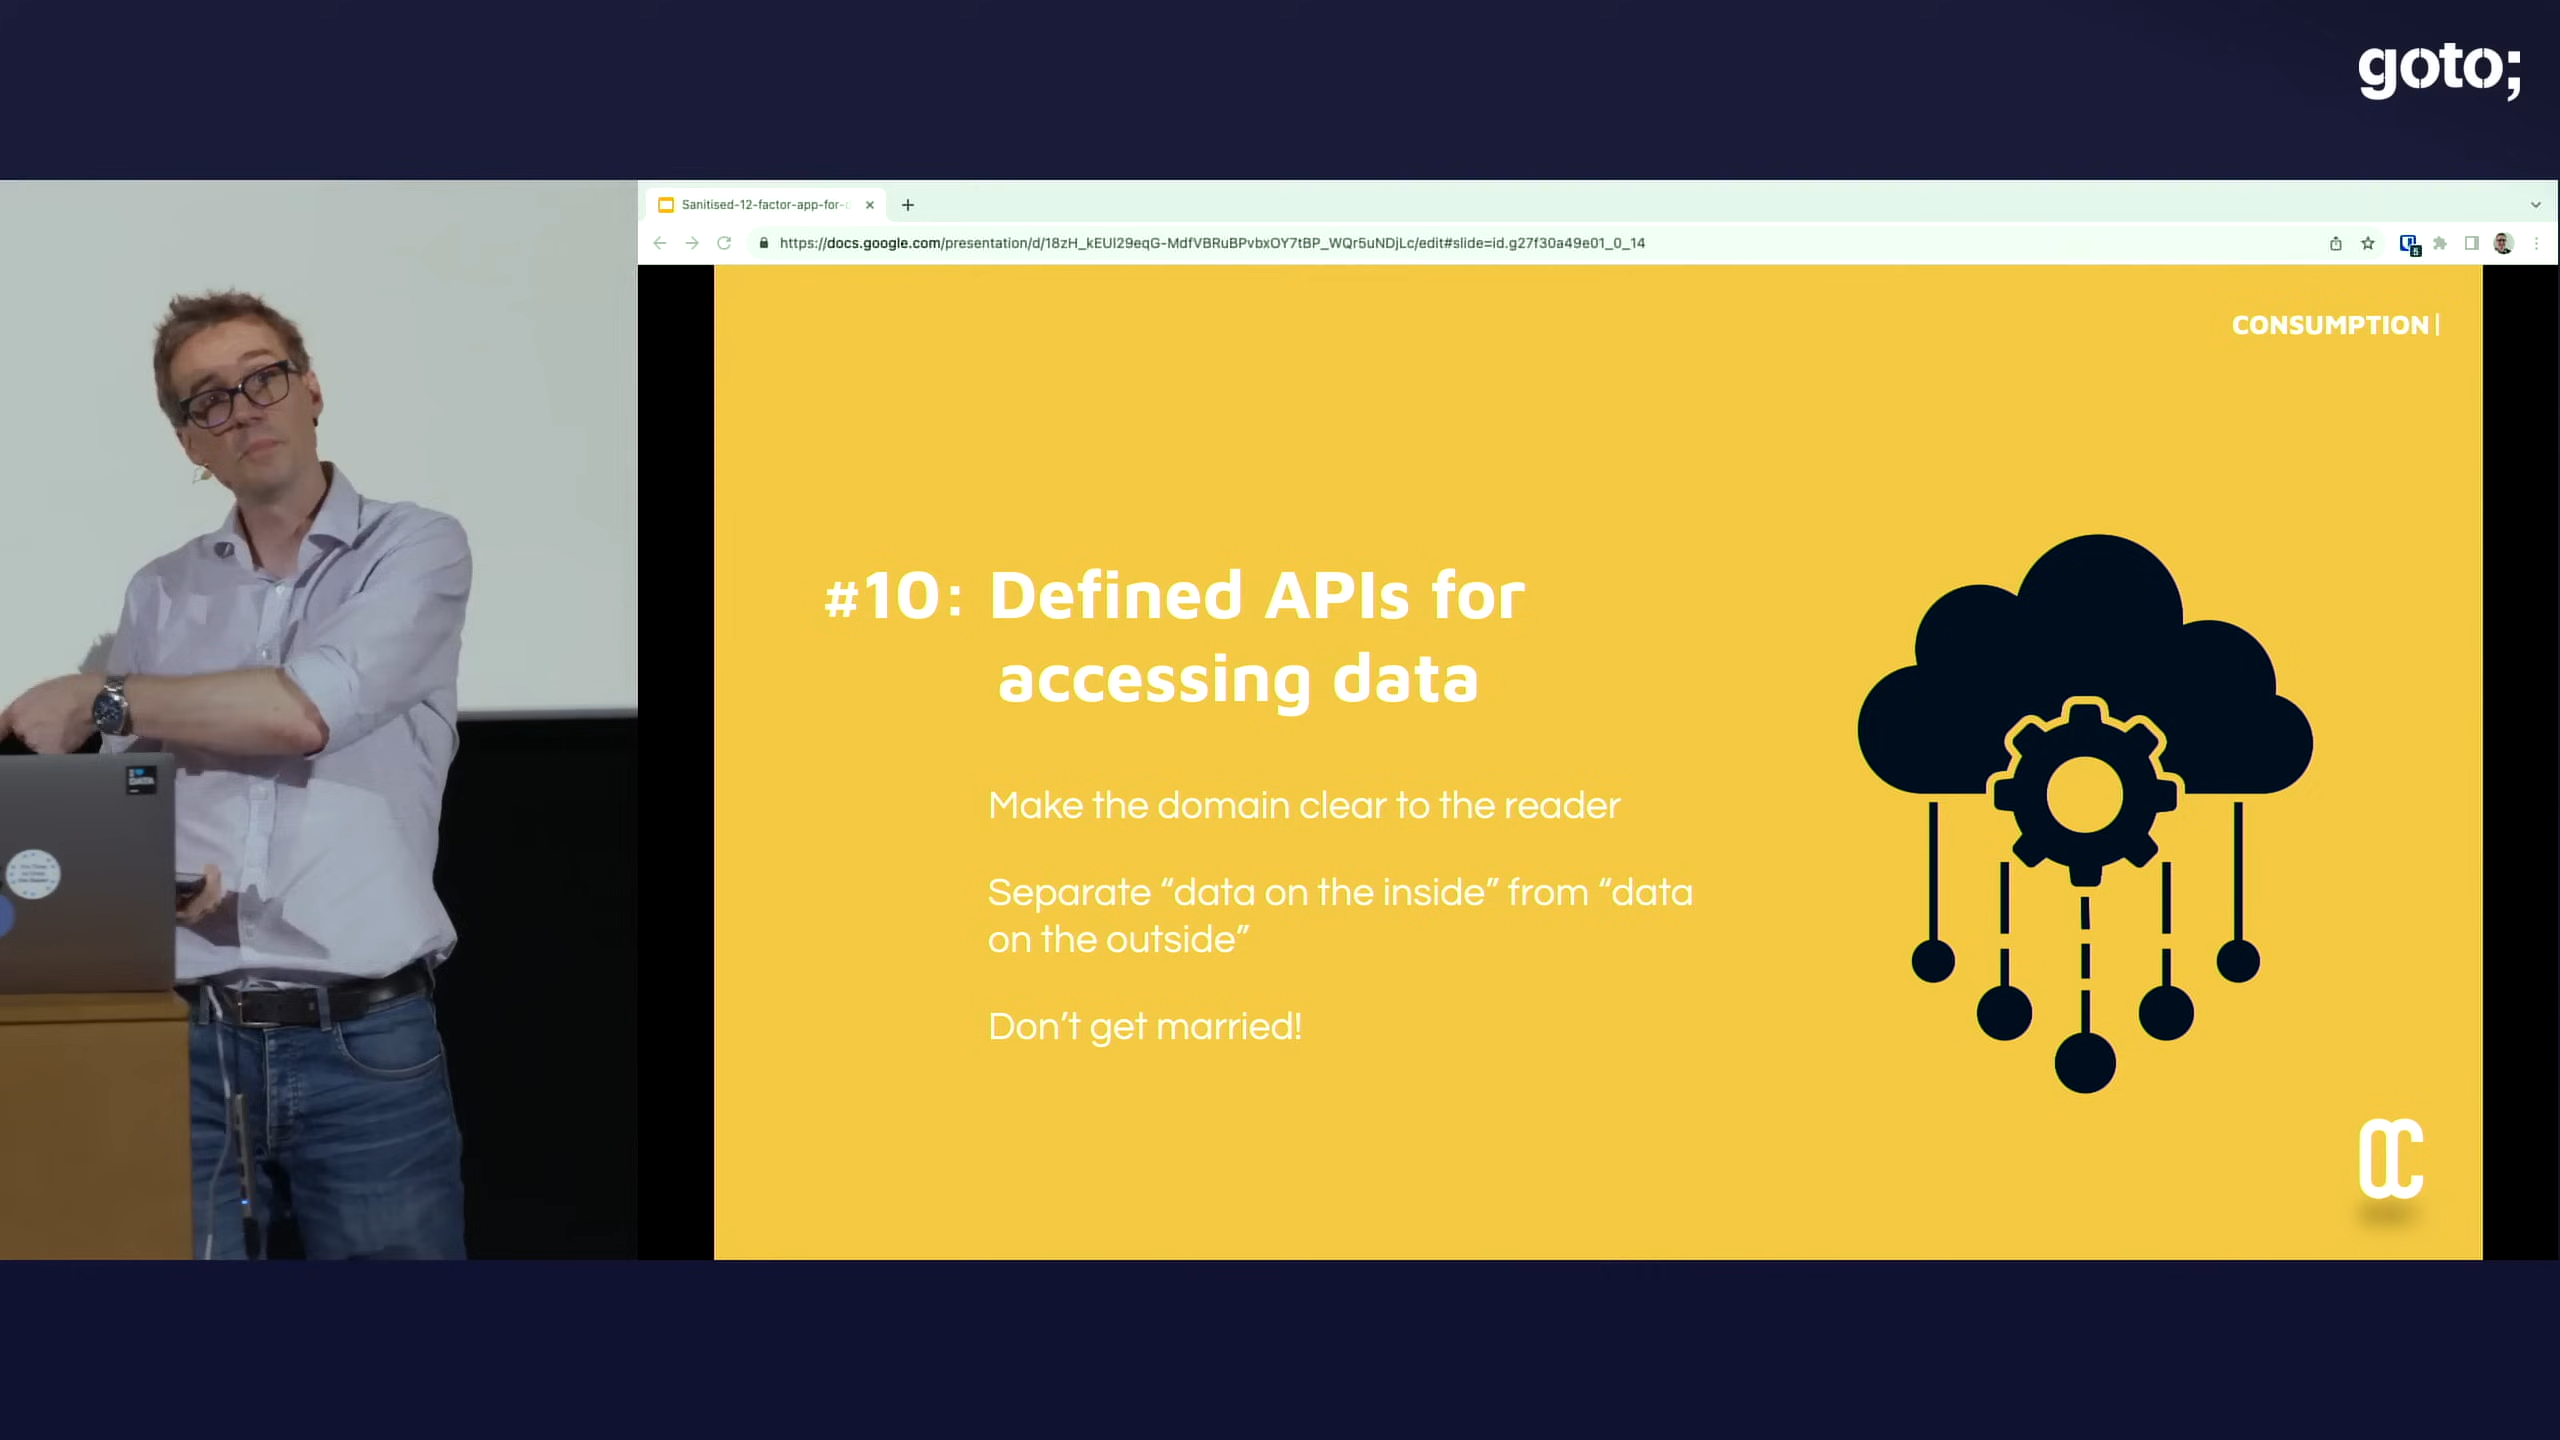 goto;
Sanitised-12-factor-app-for-
https://docs.google.com/presentation/d/18zH_kEUl29eqG-MdfVBRuBPvbxOY7tBP_WQr5uNDjLc/edit#slide=id.g27f30a49e01_0_14
CONSUMPTION|
#10: Defined APIs for
accessing data
Make the domain clear to the reader
Separate “data on the inside” from “data
on the outside”
Don’t get married!
DATA